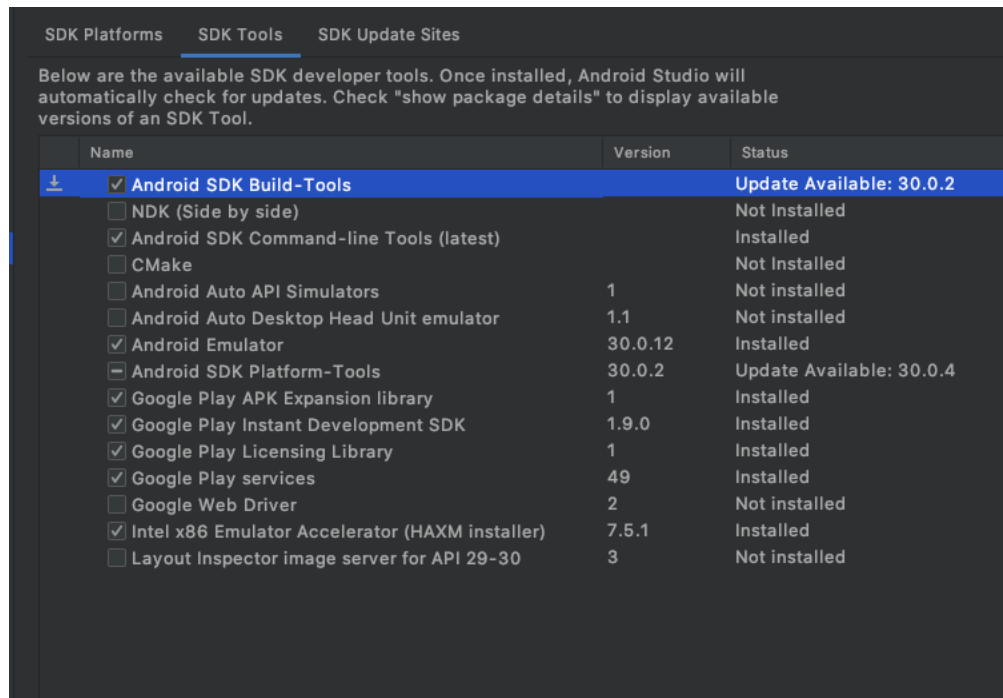 SDK Platforms SDK Tools SDK Update Sites
Below are the available SDK developer tools. Once installed, Android Studio will
automatically check for updates. Check "show package details" to display available
versions of an SDK Tool.
Name Version Status
Android SDK Build-Tools Update Available: 30.0.2
NDK (Side by side) Not Installed
Android SDK Command-line Tools (latest) Installed
CMake Not Installed
Android Auto API Simulators 1 Not installed
Android Auto Desktop Head Unit emulator 1.1 Not installed
Android Emulator 30.0.12 Installed
Android SDK Platform-Tools 30.0.2 Update Available: 30.0.4
Google Play APK Expansion library 1 Installed
Google Play Instant Development SDK 1.9.0 Installed
Google Play Licensing Library 1 Installed
Google Play services 49 Installed
Google Web Driver 2 Not installed
Intel x86 Emulator Accelerator (HAXM installer) 7.5.1 Installed
Layout Inspector image server for API 29-30 3 Not installed